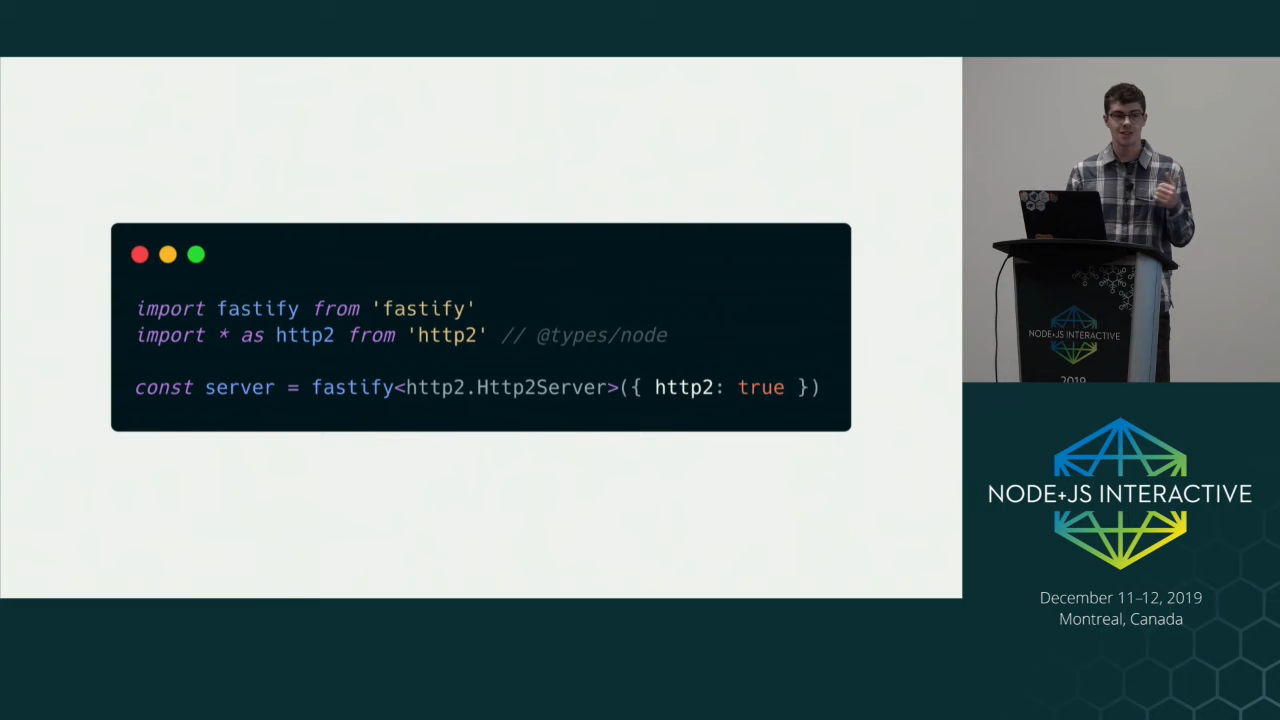 import fastify from 'fastify'
import * as http2 from 'http2' // @types/node
const server = fastify<http2.Http2Server>({ http2: true })
NODE+JS INTERACTIVE
2019
NODE+JS INTERACTIVE
December 11–12, 2019
Montreal, Canada